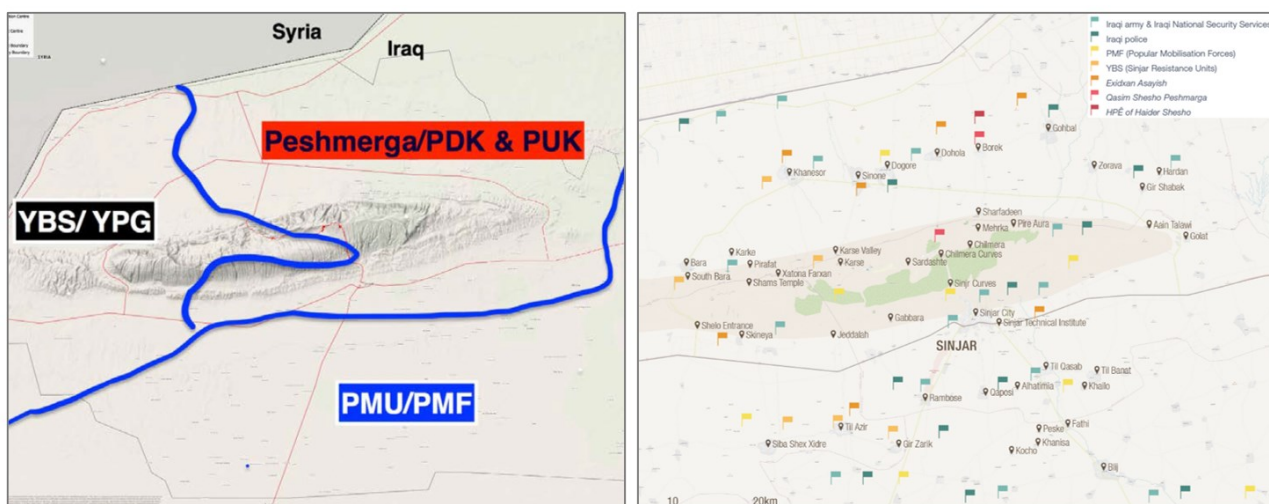 Syria
Iraq
SYRIA
Peshmerga/PDK & PUK
YBS/ YPG
PMU/PMF
Iraqi army & Iraqi National Security Services
Iraqi police
PMF (Popular Mobilisation Forces)
YBS (Sinjar Resistance Units)
Exidxan Asayish
Qasim Shesho Peshmarga
HPÊ of Haider Shesho
Gohbal
Borek
Dohola
Dogore
Zorava
Hardan
Khanesor
Sinone
Gir Shabak
Sharfadeen
Mehrka
Pire Aura
Aain Talawi
Golat
Chilmera
Chilmera Curves
Karke
Karse Valley
Bara
Pirafat
Karse
Sardashte
South Bara
Xatona Farxan
Shams Temple
Sinjr Curves
Gabbara
Sinjar City
Sinjar Technical Institute
Shelo Entrance
Skineya
Jeddalah
SINJAR
Til Qasab
Til Banat
Alhatimia
Khailo
Qaposi
Rambose
Til Azir
Siba Shex Xidre
Gir Zarik
Peske
Fathi
Khanisa
Kocho
Bilij
10
20km